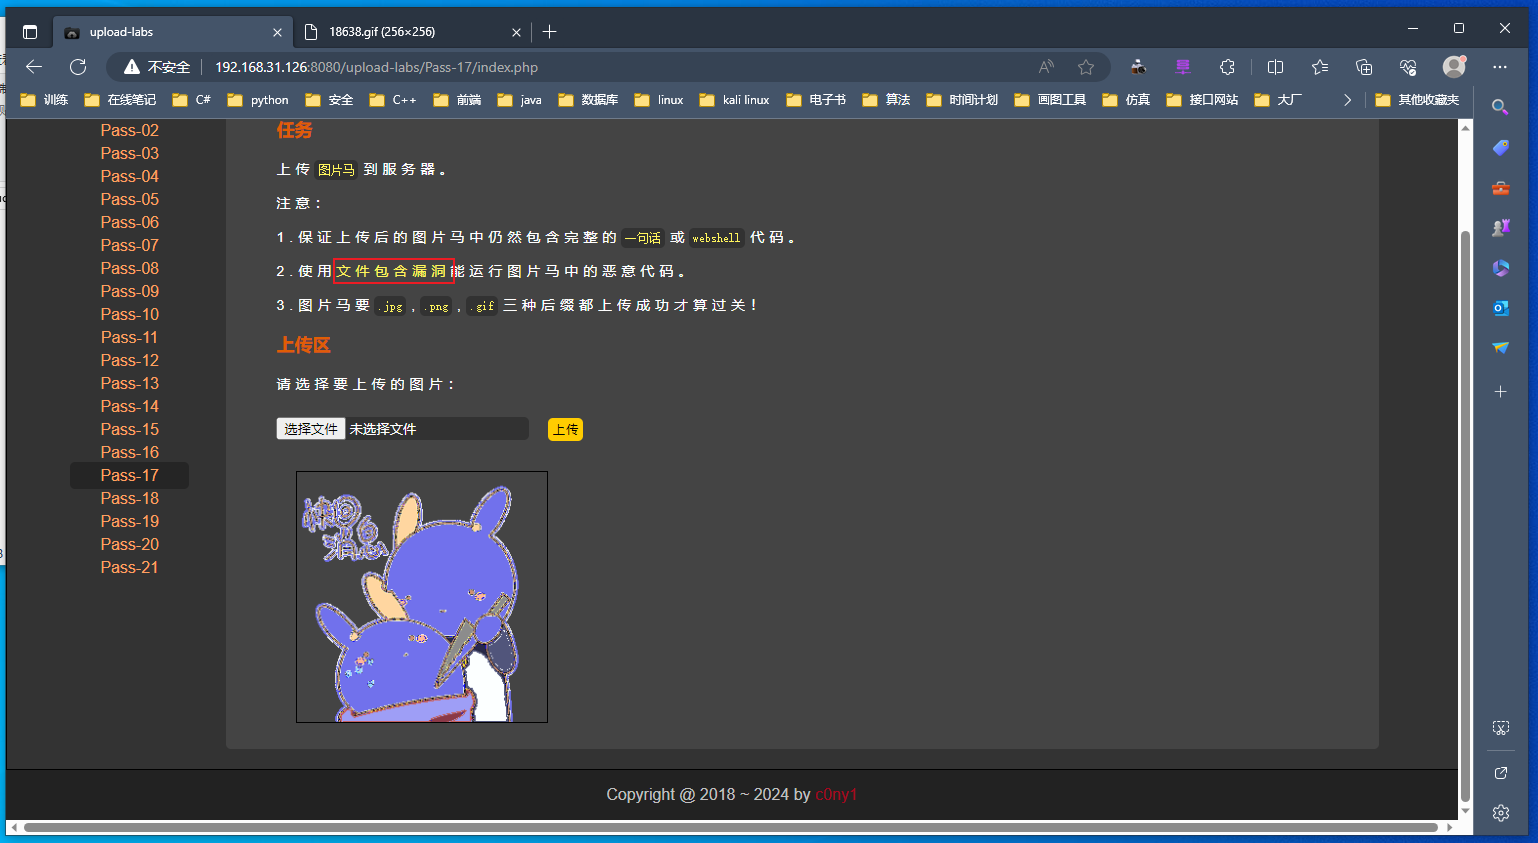 upload-labs
18638.gif (256×256)
不安全
192.168.31.126:8080/upload-labs/Pass-17/index.php
训练 在线笔记 C# python 安全 C++ 前端 java 数据库 linux kali linux 电子书 算法 时间计划 画图工具 仿真 接口网站 大厂 其他收藏夹
Pass-02
Pass-03
Pass-04
Pass-05
Pass-06
Pass-07
Pass-08
Pass-09
Pass-10
Pass-11
Pass-12
Pass-13
Pass-14
Pass-15
Pass-16
Pass-17
Pass-18
Pass-19
Pass-20
Pass-21
任务
上传 图片马 到服务器。
注意：
1.保证上传后的图片马中仍然包含完整的 一句话 或 webshell 代码。
2.使用文件包含漏洞能运行图片马中的恶意代码。
3.图片马要 .jpg , .png , .gif 三种后缀都上传成功才算过关！
上传区
请选择要上传的图片：
选择文件 未选择文件
上传
Copyright @ 2018 ~ 2024 by c0ny1